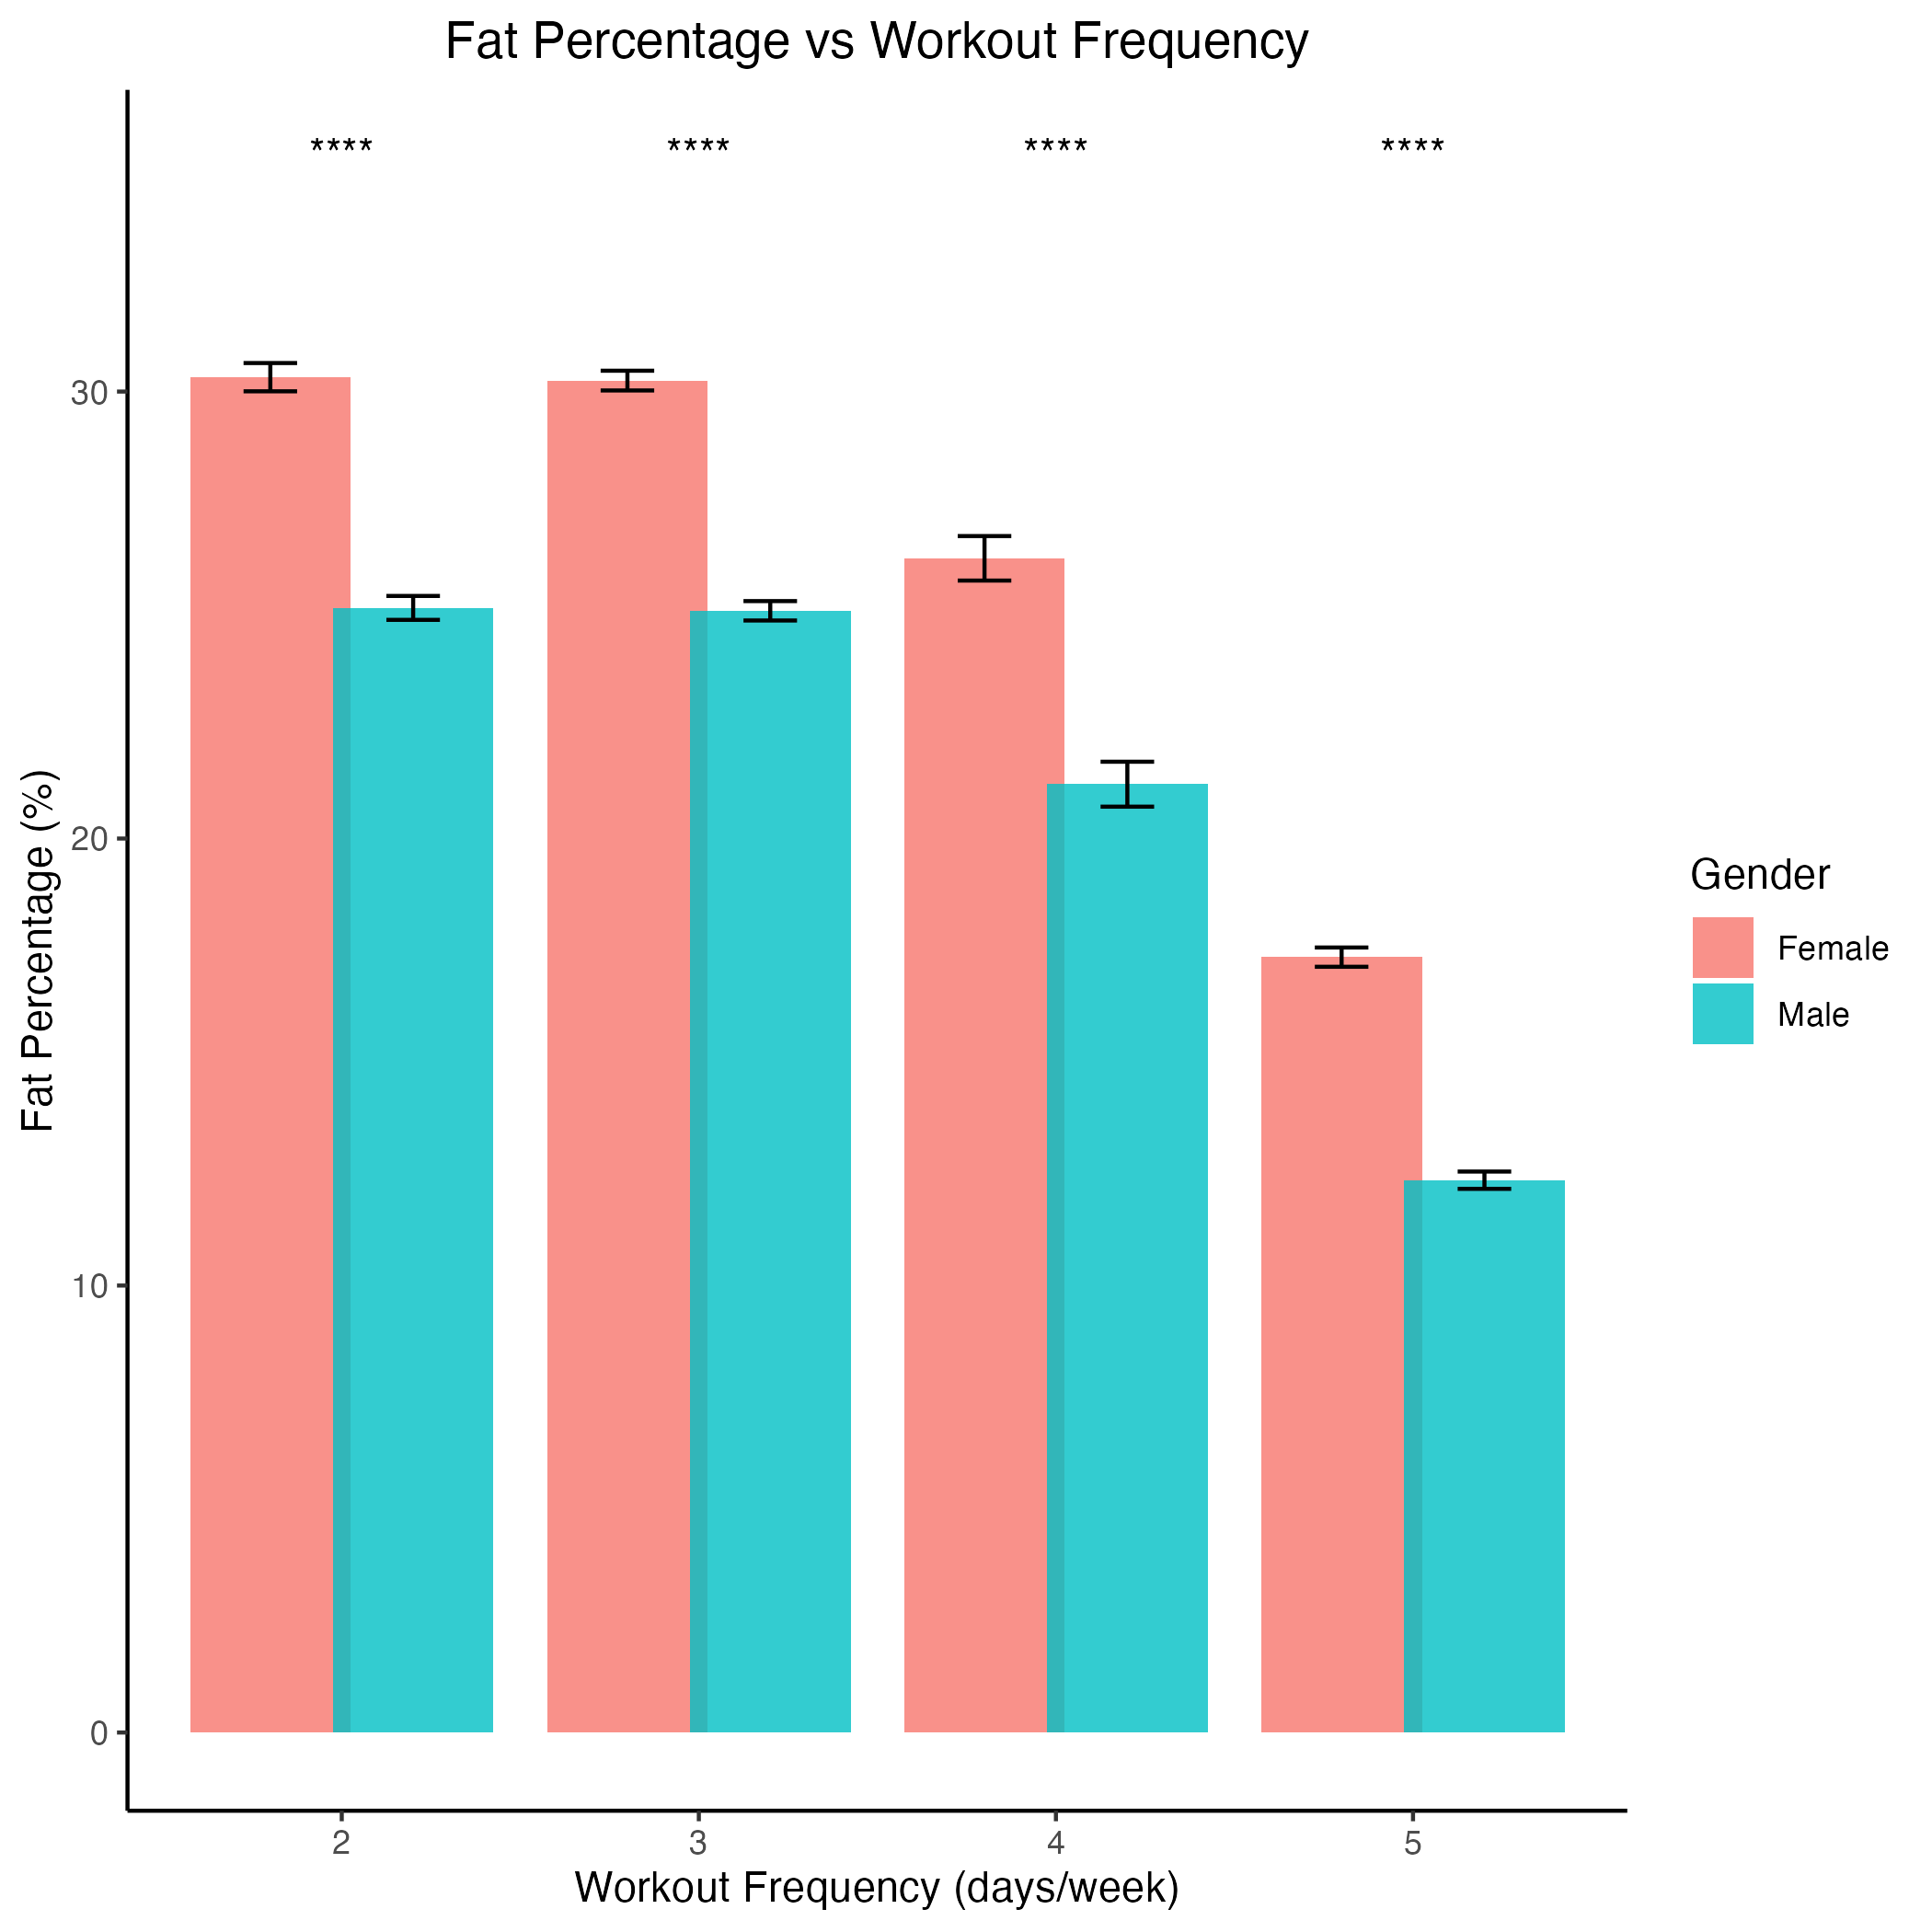 Fat Percentage vs Workout Frequency
**** **** **** ****
30
20
10
0
Fat Percentage (%)
2 3 4 5
Workout Frequency (days/week)
Gender
Female
Male